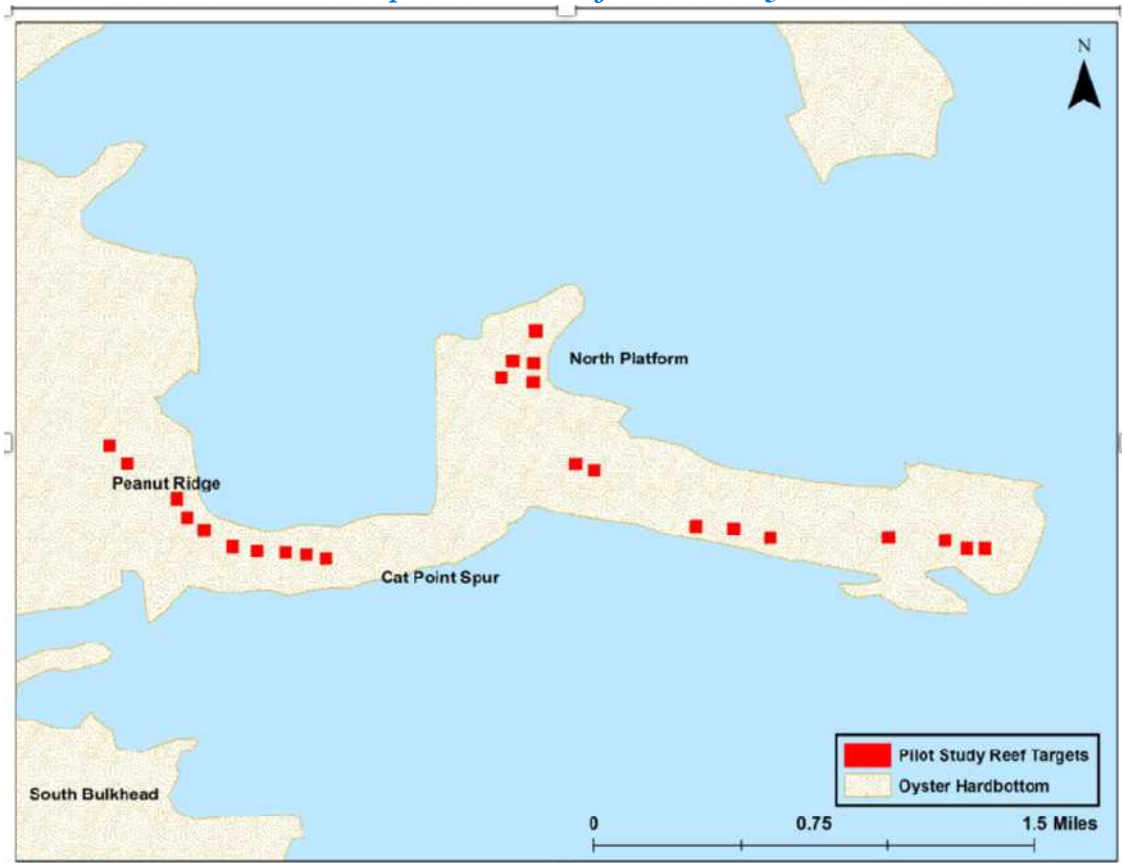 N
North Platform
Peanut Ridge
Cat Point Spur
Pilot Study Reef Targets
Oyster Hardbottom
South Bulkhead
0 0.75 1.5 Miles